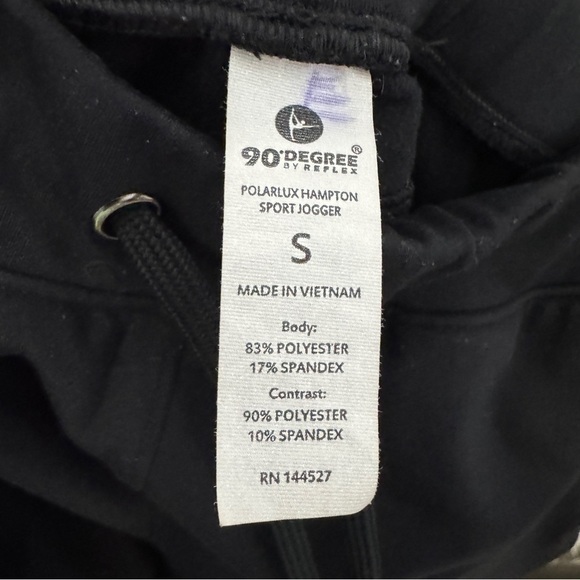 90°DEGREE®
BY REFLEX
POLARLUX HAMPTON
SPORT JOGGER
S
MADE IN VIETNAM
Body:
83% POLYESTER
17% SPANDEX
Contrast:
90% POLYESTER
10% SPANDEX
RN 144527